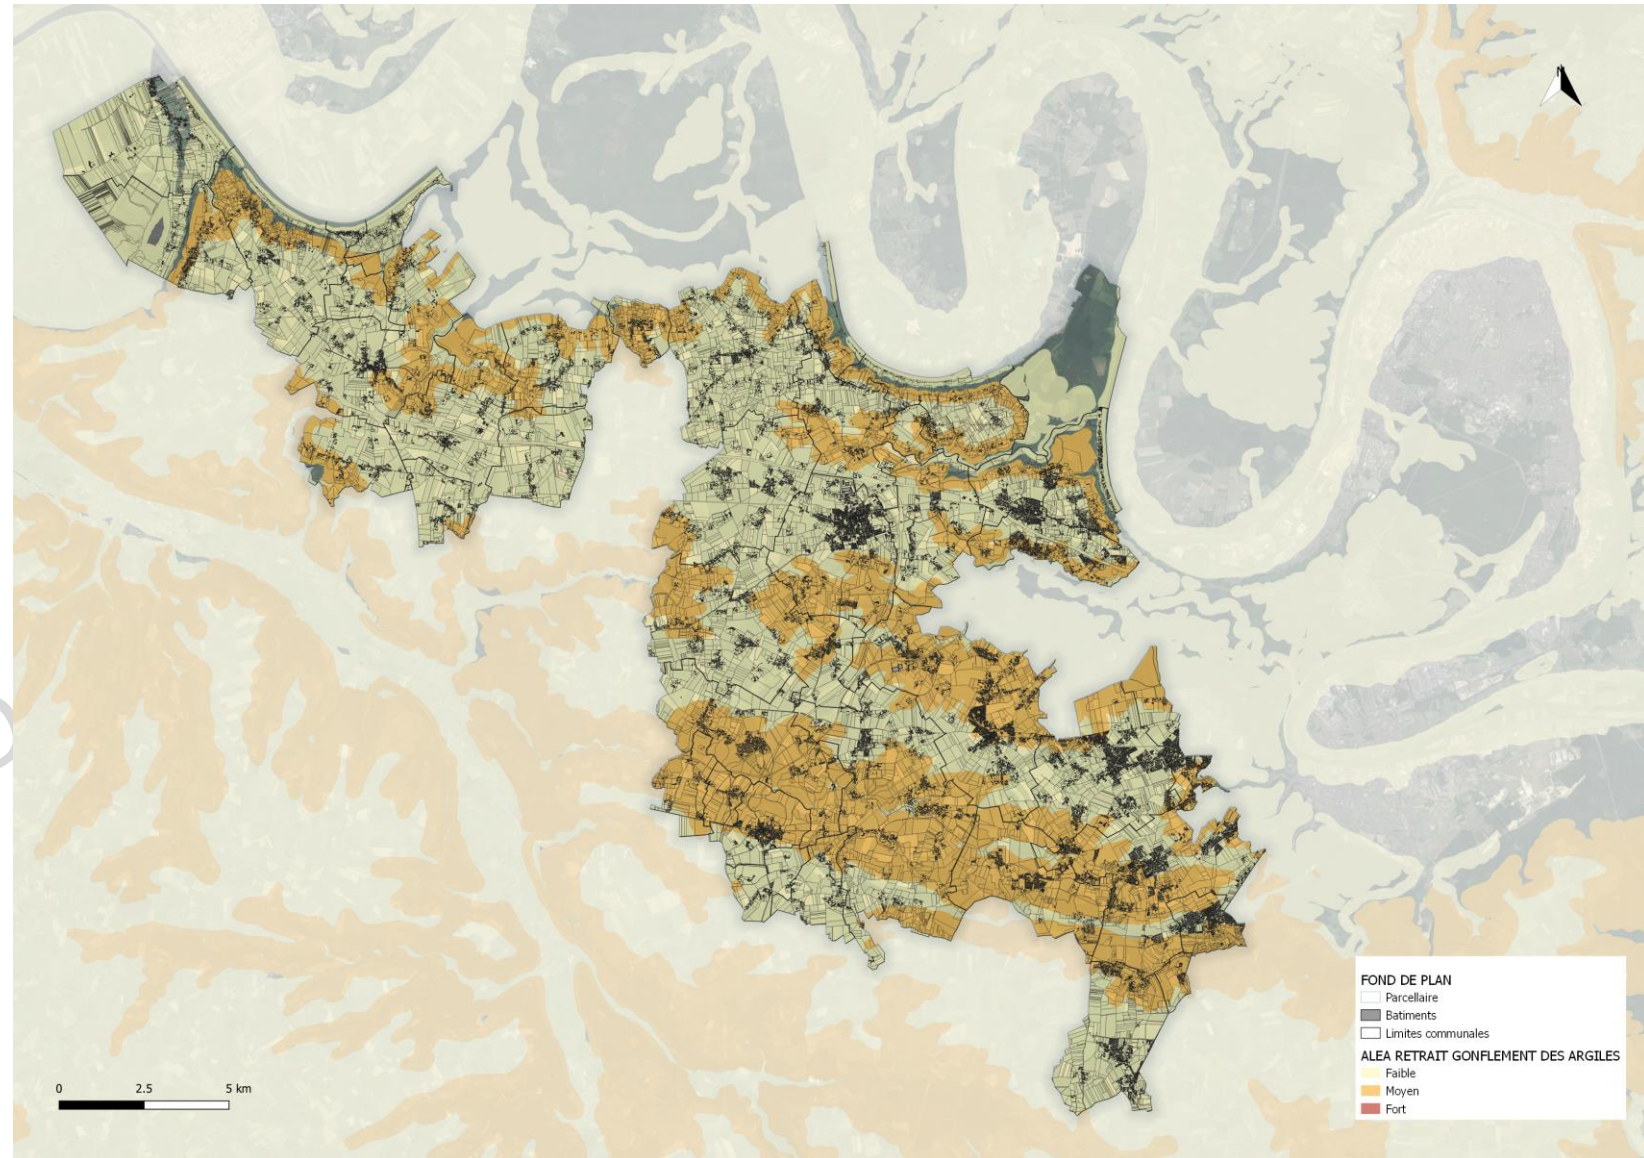 N
FOND DE PLAN
Parcellaire
Batiments
Limites communales
ALEA RETRAIT GONFLEMENT DES ARGILES
Faible
Moyen
Fort
0 2.5 5 km